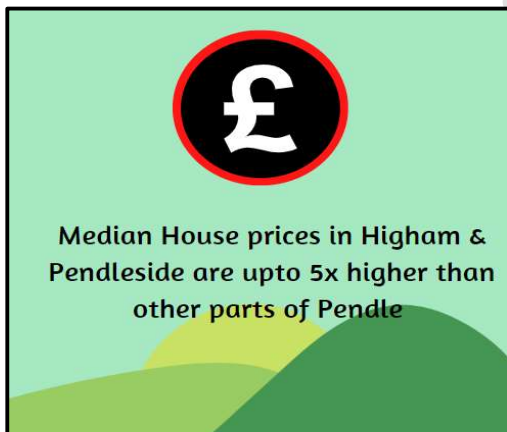 £
Median House prices in Higham &
Pendleside are upto 5x higher than
other parts of Pendle